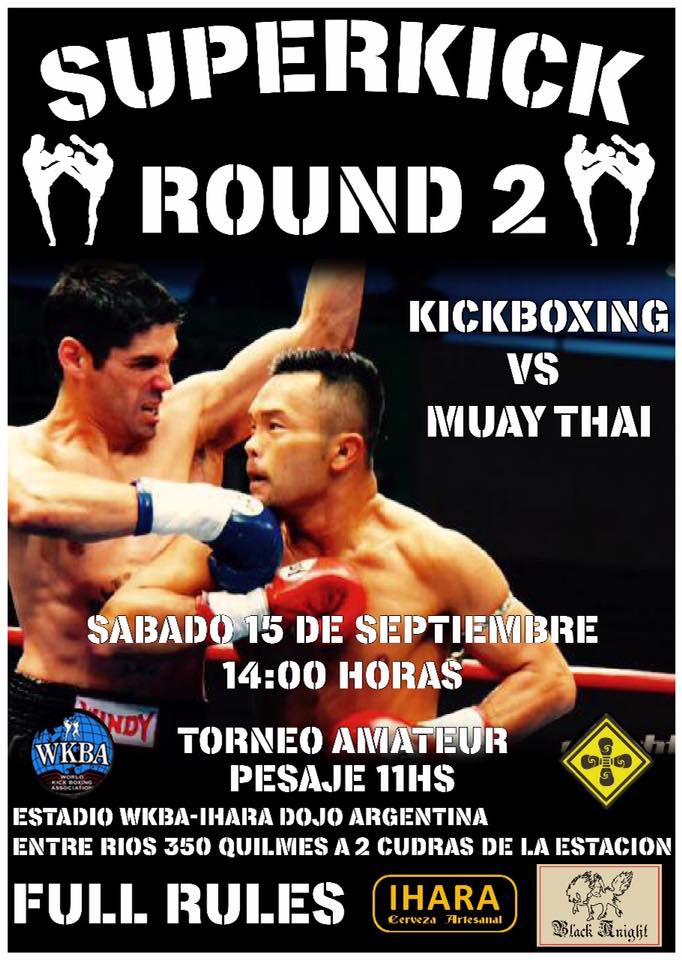 SUPERKICK
ROUND 2
KICKBOXING
VS
MUAY THAI
SABADO 15 DE SEPTIEMBRE
14:00 HORAS
WINDY
WKBA
WORLD
KICK BOXING
ASSOCIATION
TORNEO AMATEUR
PESAJE 11HS
ESTADIO WKBA-IHARA DOJO ARGENTINA
ENTRE RIOS 350 QUILMES A 2 CUDRAS DE LA ESTACION
FULL RULES
IHARA
Cerveza Artesanal
Black Knight